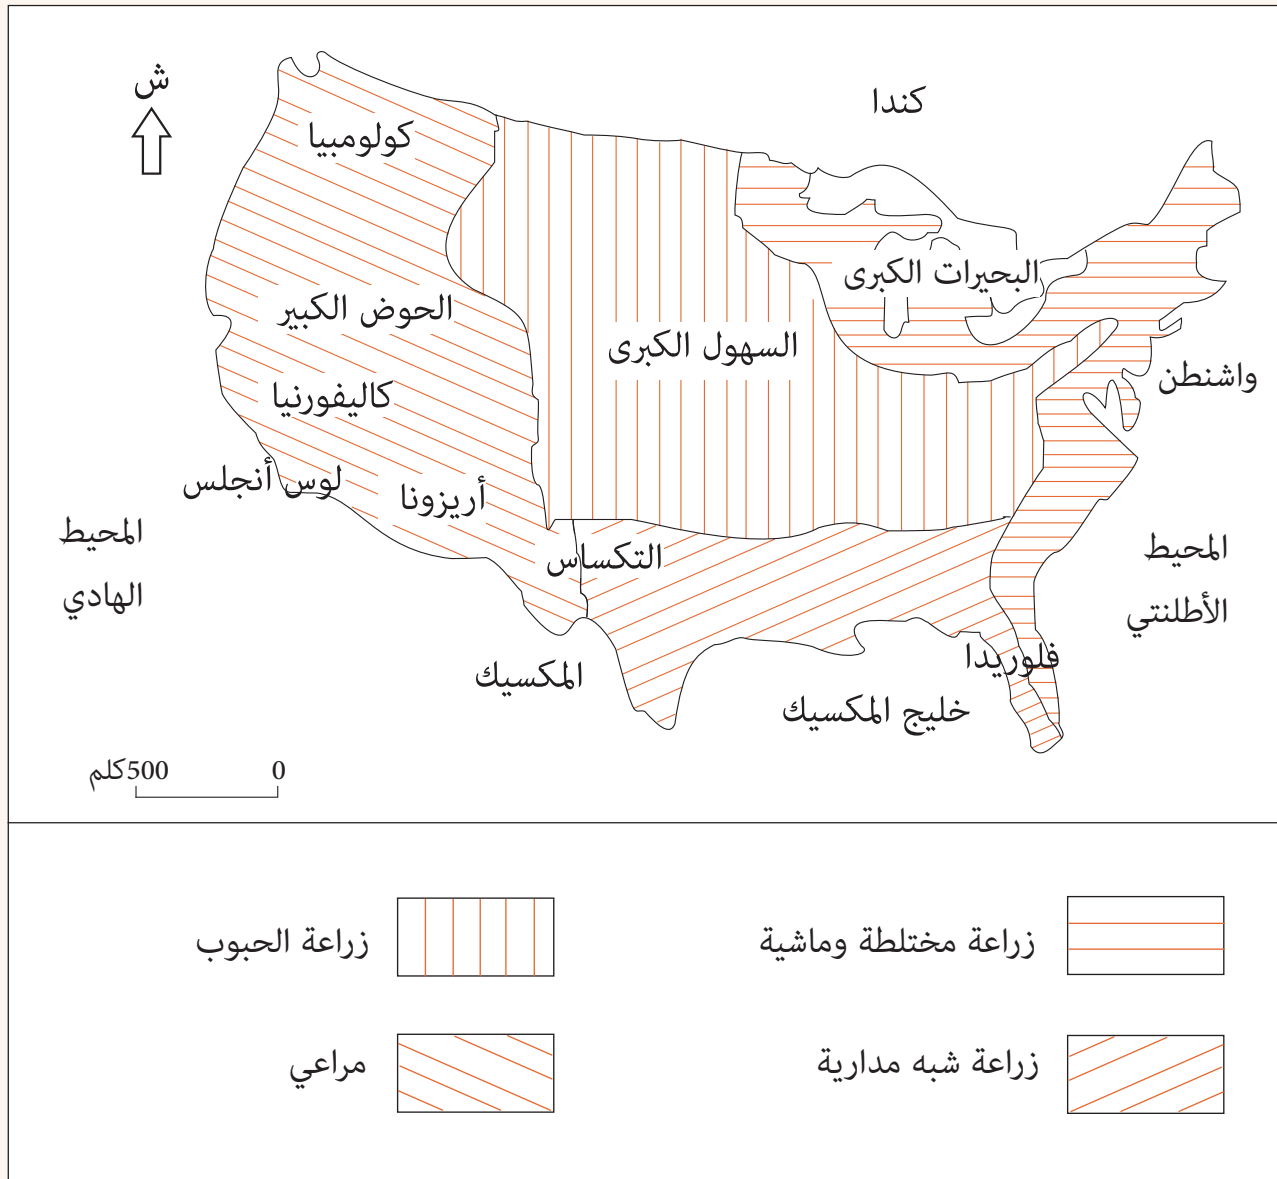 ش
كندا
كولومبيا
البحيرات الكبرى
الحوض الكبير
السهول الكبرى
واشنطن
كاليفورنيا
لوس أنجلس
أريزونا
المحيط
الهادي
المحيط
الأطلنتي
التكساس
فلوريدا
المكسيك
خليج المكسيك
0 500كلم
زراعة مختلطة وماشية
زراعة الحبوب
زراعة شبه مدارية
مراعي